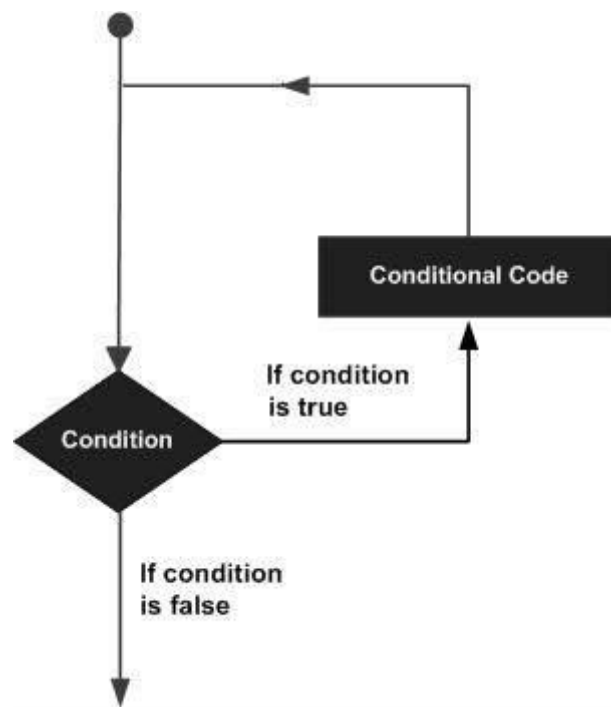 Conditional Code
If condition
is true
Condition
If condition
is false